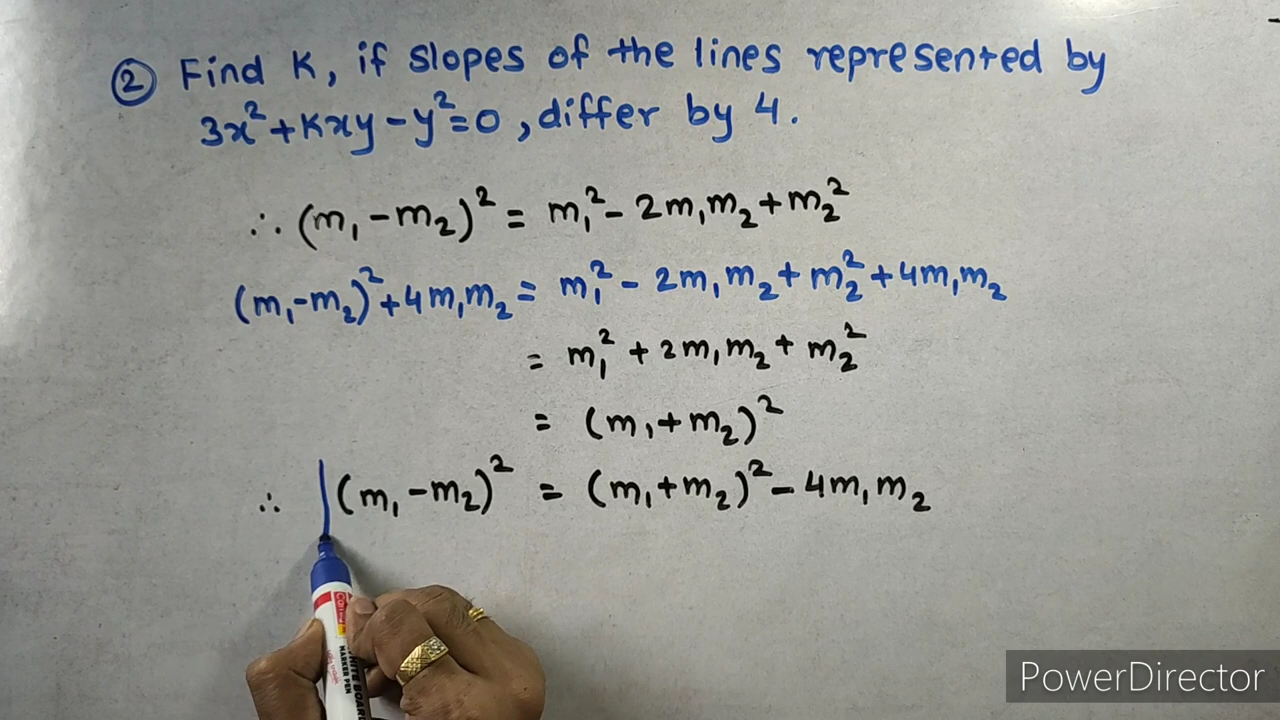 ② Find K, if slopes of the lines represented by
3x² + Kxy - y² = 0, differ by 4.
∴ (m₁ - m₂)² = m₁² - 2m₁m₂ + m₂²
(m₁-m₂)² + 4m₁m₂ = m₁² - 2m₁m₂ + m₂² + 4m₁m₂
= m₁² + 2m₁m₂ + m₂²
= (m₁ + m₂)²
∴ (m₁ - m₂)² = (m₁ + m₂)² - 4m₁m₂
MARKER PEN
PowerDirector